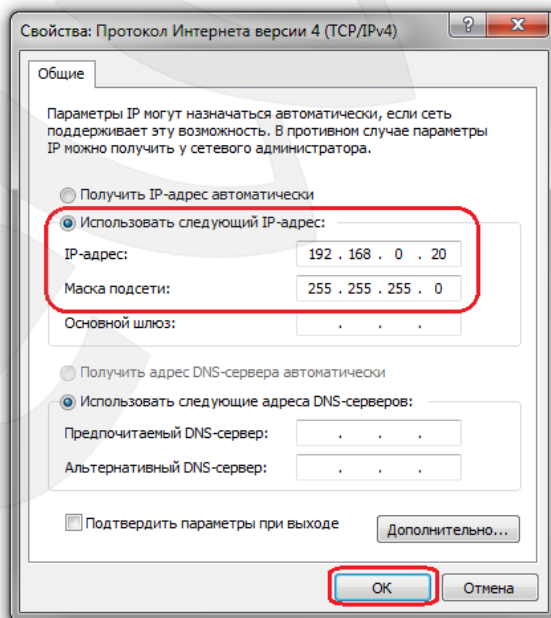 Свойства: Протокол Интернета версии 4 (TCP/IPv4)
Общие
Параметры IP могут назначаться автоматически, если сеть
поддерживает эту возможность. В противном случае параметры
IP можно получить у сетевого администратора.
Получить IP-адрес автоматически
Использовать следующий IP-адрес:
IP-адрес: 192 . 168 . 0 . 20
Маска подсети: 255 . 255 . 255 . 0
Основной шлюз: . . .
Получить адрес DNS-сервера автоматически
Использовать следующие адреса DNS-серверов:
Предпочитаемый DNS-сервер: . . .
Альтернативный DNS-сервер: . . .
Подтвердить параметры при выходе
Дополнительно...
ОК Отмена